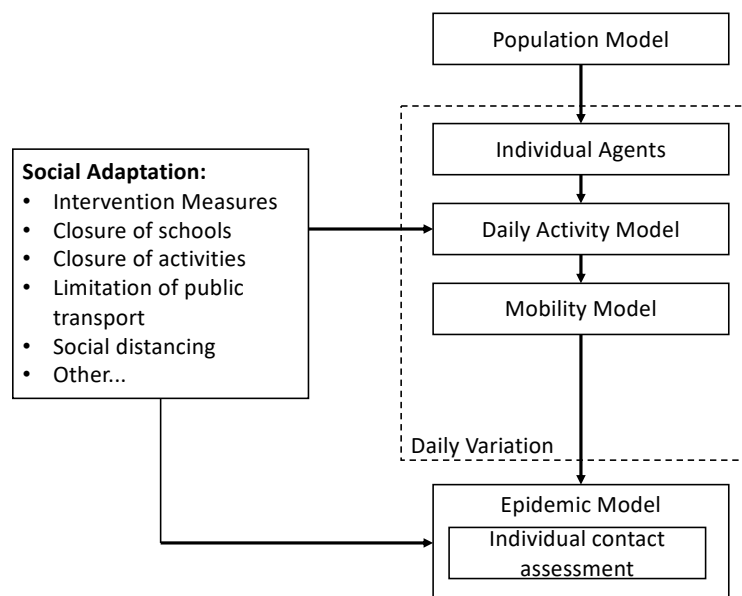 Population Model
Individual Agents
Social Adaptation:
• Intervention Measures
• Closure of schools
• Closure of activities
• Limitation of public
transport
• Social distancing
• Other...
Daily Activity Model
Mobility Model
Daily Variation
Epidemic Model
Individual contact
assessment